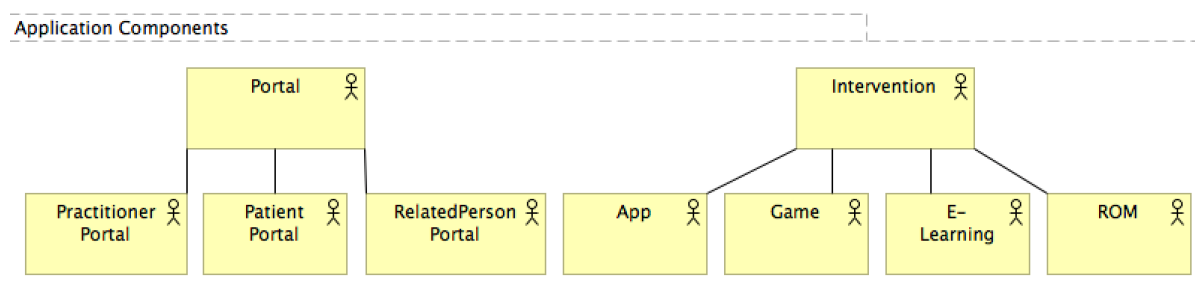 Application Components
Portal
Intervention
Practitioner
Portal
Patient
Portal
RelatedPerson
Portal
App
Game
E-
Learning
ROM